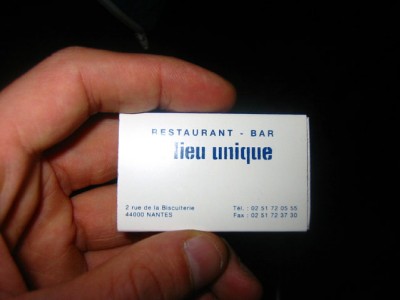 RESTAURANT - BAR
lieu unique
2 rue de la Biscuiterie
44000 NANTES
Tél. : 02 51 72 05 55
Fax : 02 51 72 37 30